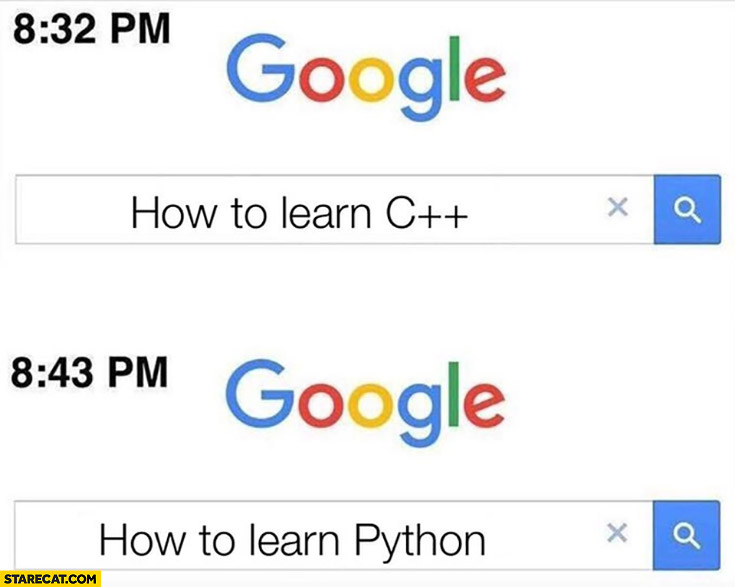 8:32 PM
Google
How to learn C++
8:43 PM
Google
How to learn Python
STARECAT.COM